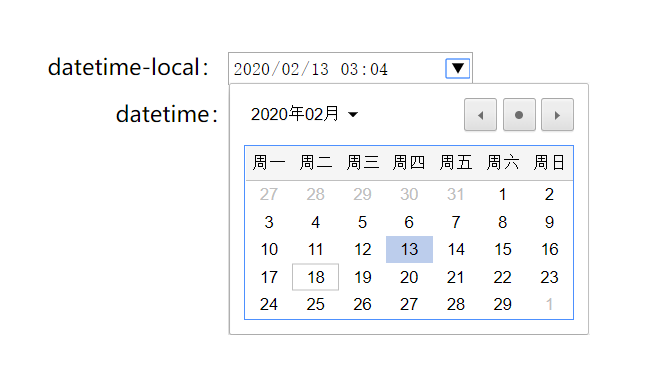 datetime-local：
2020/02/13 03:04
datetime：
2020年02月
周一 周二 周三 周四 周五 周六 周日
27 28 29 30 31 1 2
3 4 5 6 7 8 9
10 11 12 13 14 15 16
17 18 19 20 21 22 23
24 25 26 27 28 29 1